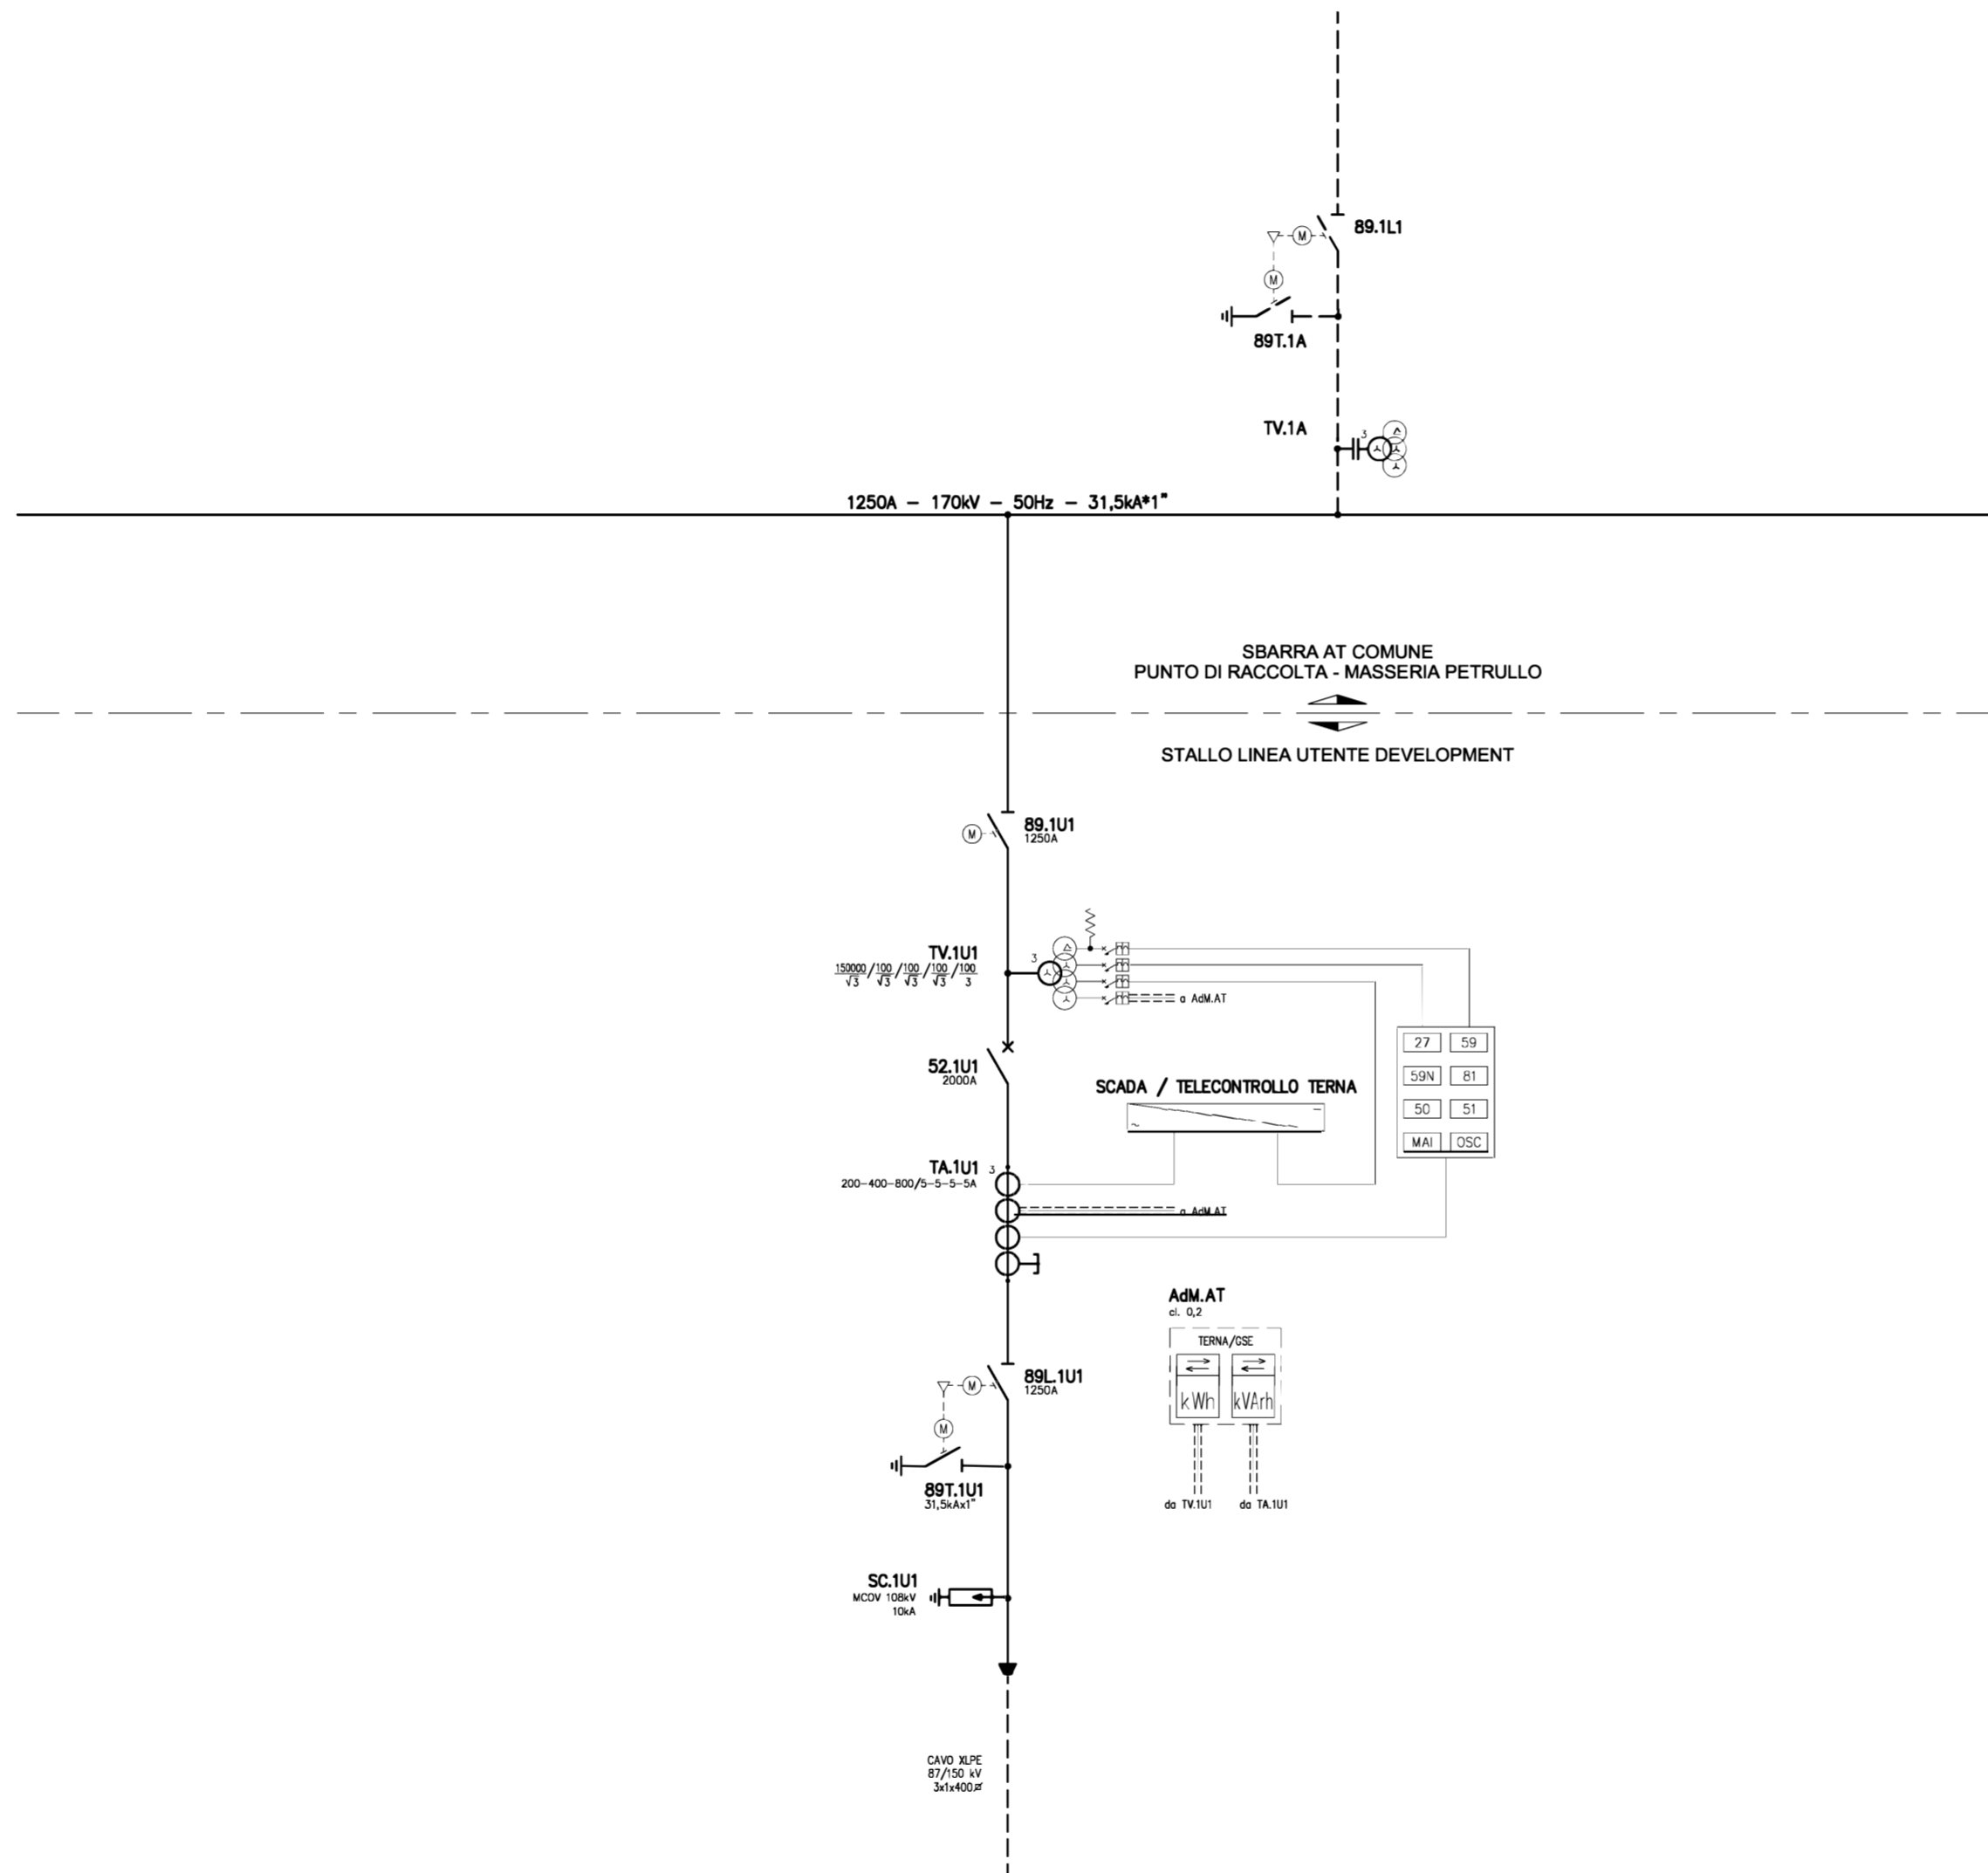 89.1L1
M
M
89T.1A
TV.1A
3
1250A - 170kV - 50Hz - 31,5kA*1"
SBARRA AT COMUNE
PUNTO DI RACCOLTA - MASSERIA PETRULLO
STALLO LINEA UTENTE DEVELOPMENT
89.1U1
1250A
M
TV.1U1
150000/√3 / 100/√3 / 100/√3 / 100/√3 / 100/3
3
a AdM.AT
27 59
59N 81
50 51
MAI OSC
52.1U1
2000A
SCADA / TELECONTROLLO TERNA
TA.1U1
3
200-400-800/5-5-5-5A
a AdM.AT
AdM.AT
cl. 0,2
TERNA/GSE
kWh kVArh
da TV.1U1 da TA.1U1
89L.1U1
1250A
M
M
89T.1U1
31,5kAx1"
SC.1U1
MCOV 108kV
10kA
CAVO XLPE
87/150 kV
3x1x400